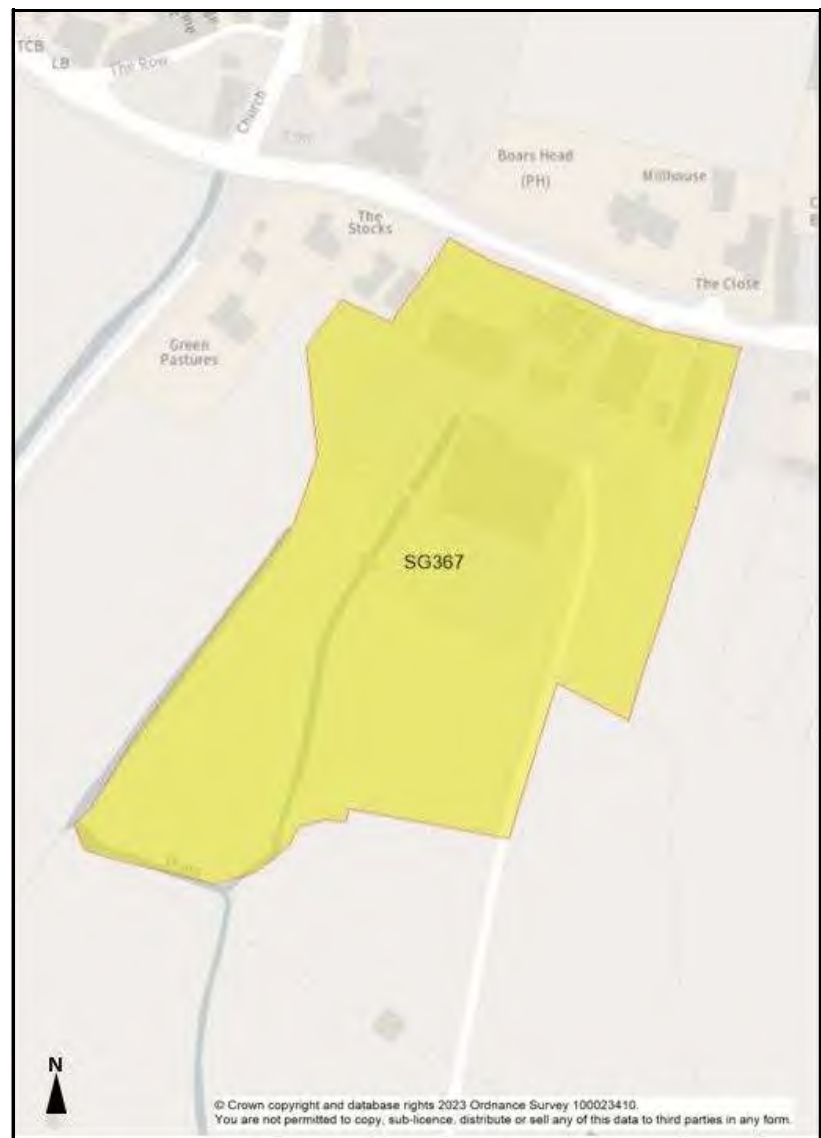 TCB
LB
The Row
Church
Boars Head
(PH)
Millhouse
The
Stocks
The Close
Green
Pastures
SG367
N
© Crown copyright and database rights 2023 Ordnance Survey 100023410.
You are not permitted to copy, sub-licence, distribute or sell any of this data to third parties in any form.